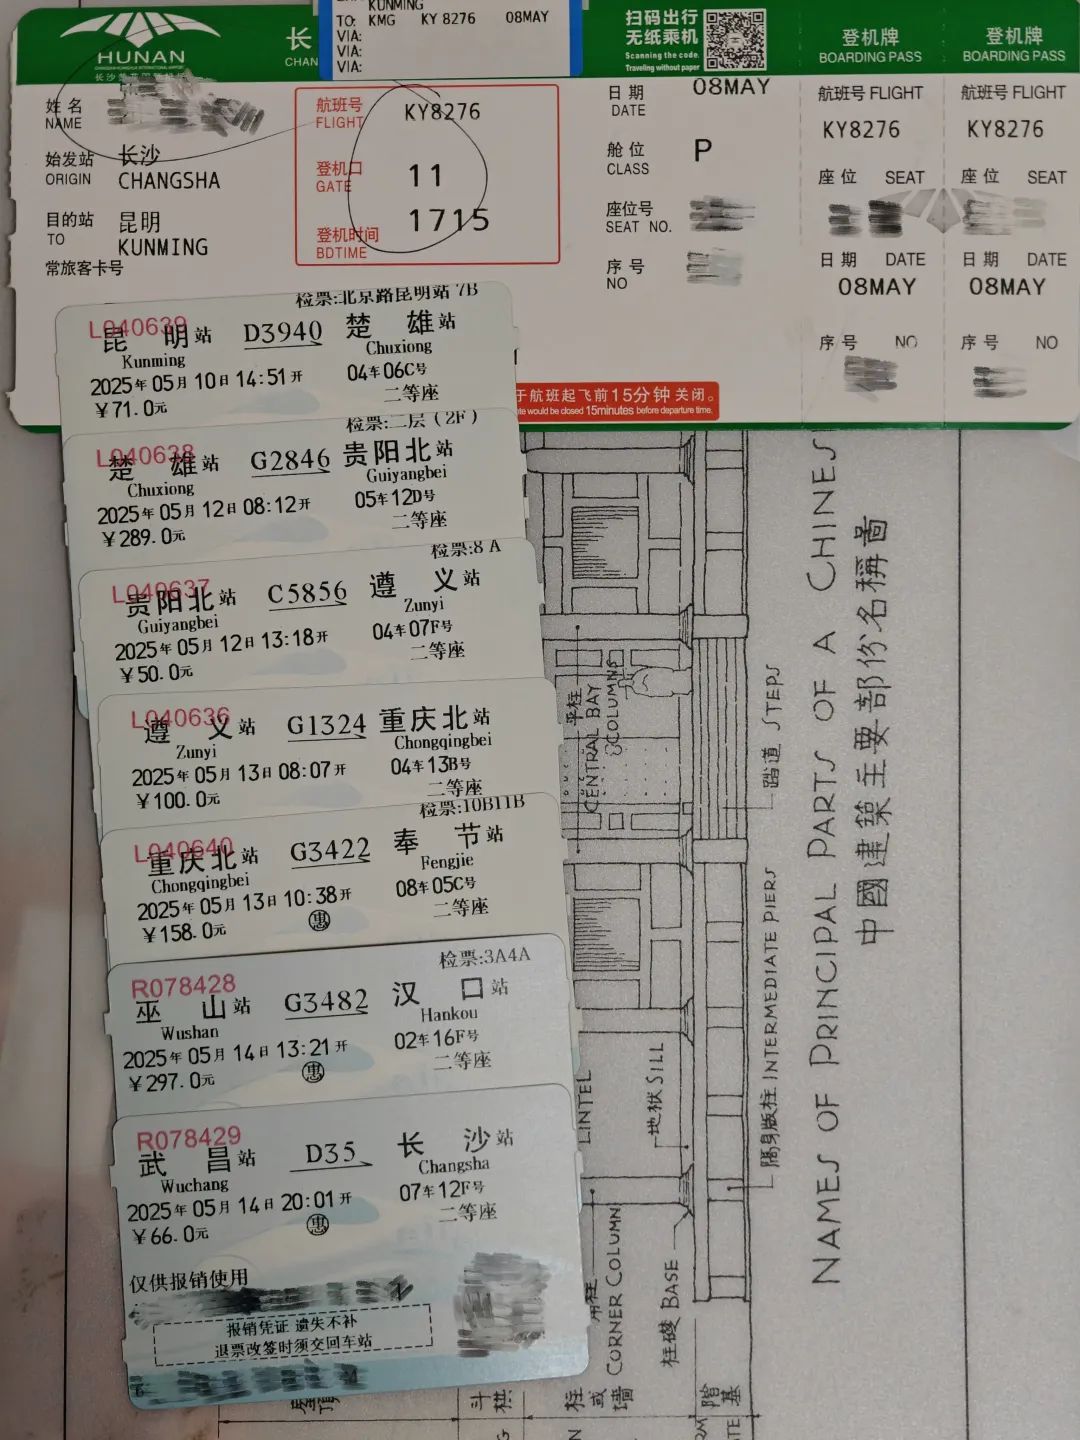 KUNMING
TO: KMG KY 8276 08MAY
VIA:
VIA:
VIA:
HUNAN
长
CHAN
扫码出行
无纸乘机
Scanning the code.
Traveling without paper
登机牌
BOARDING PASS
登机牌
BOARDING PASS
姓名
NAME
始发站 长沙
ORIGIN CHANGSHA
目的站 昆明
TO KUNMING
常旅客卡号
航班号 KY8276
FLIGHT
登机口 11
GATE
登机时间 1715
BDTIME
日期 08MAY
DATE
舱位 P
CLASS
座位号
SEAT NO.
序号
NO
航班号 FLIGHT
KY8276
座位 SEAT
日期 DATE
08MAY
序号 NO
航班号 FLIGHT
KY8276
座位 SEAT
日期 DATE
08MAY
序号 NO
于航班起飞前15分钟关闭。
te would be closed 15minutes before departure time.
检票:北京路昆明站 7B
L040639
昆明站 D3940 楚雄站
Kunming Chuxiong
2025年05月10日14:51开 04车06C号
¥71.0元 二等座
检票:二层(2F)
L040638
楚雄站 G2846 贵阳北站
Chuxiong Guiyangbei
2025年05月12日08:12开 05车12D号
¥289.0元 二等座
检票:8A
L040637
贵阳北站 C5856 遵义站
Guiyangbei Zunyi
2025年05月12日13:18开 04车07F号
¥50.0元 二等座
L040636
遵义站 G1324 重庆北站
Zunyi Chongqingbei
2025年05月13日08:07开 04车13B号
¥100.0元 二等座
检票:10B11B
L040640
重庆北站 G3422 奉节站
Chongqingbei Fengjie
2025年05月13日10:38开 08车05C号
¥158.0元 惠 二等座
检票:3A4A
R078428
巫山站 G3482 汉口站
Wushan Hankou
2025年05月14日13:21开 02车16F号
¥297.0元 惠 二等座
R078429
武昌站 D35 长沙站
Wuchang Changsha
2025年05月14日20:01开 07车12F号
¥66.0元 惠 二等座
仅供报销使用
报销凭证 遗失不补
退票改签时须交回车站
NAMES OF PRINCIPAL PARTS OF A CHINES
中國建築主要部份名稱圖
踏道 STEPS
隔身版柱 INTERMEDIATE PIERS
平柱
CENTRAL BAY
COLUMNS
地栿 SILL
LINTEL
角柱
CORNER COLUMN
柱礎 BASE
斗栱
柱或墻
階基